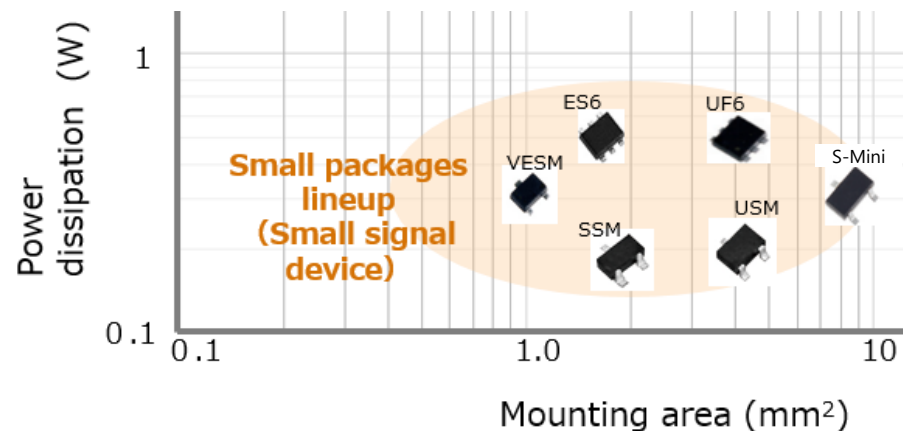 Power
dissipation (W)
1
0.1
Small packages
lineup
(Small signal
device)
ES6
UF6
VESM
S-Mini
SSM
USM
0.1
1.0
10
Mounting area (mm²)